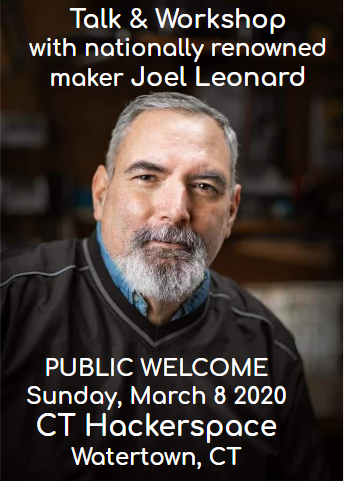 Talk & Workshop
with nationally renowned
maker Joel Leonard
PUBLIC WELCOME
Sunday, March 8 2020
CT Hackerspace
Watertown, CT